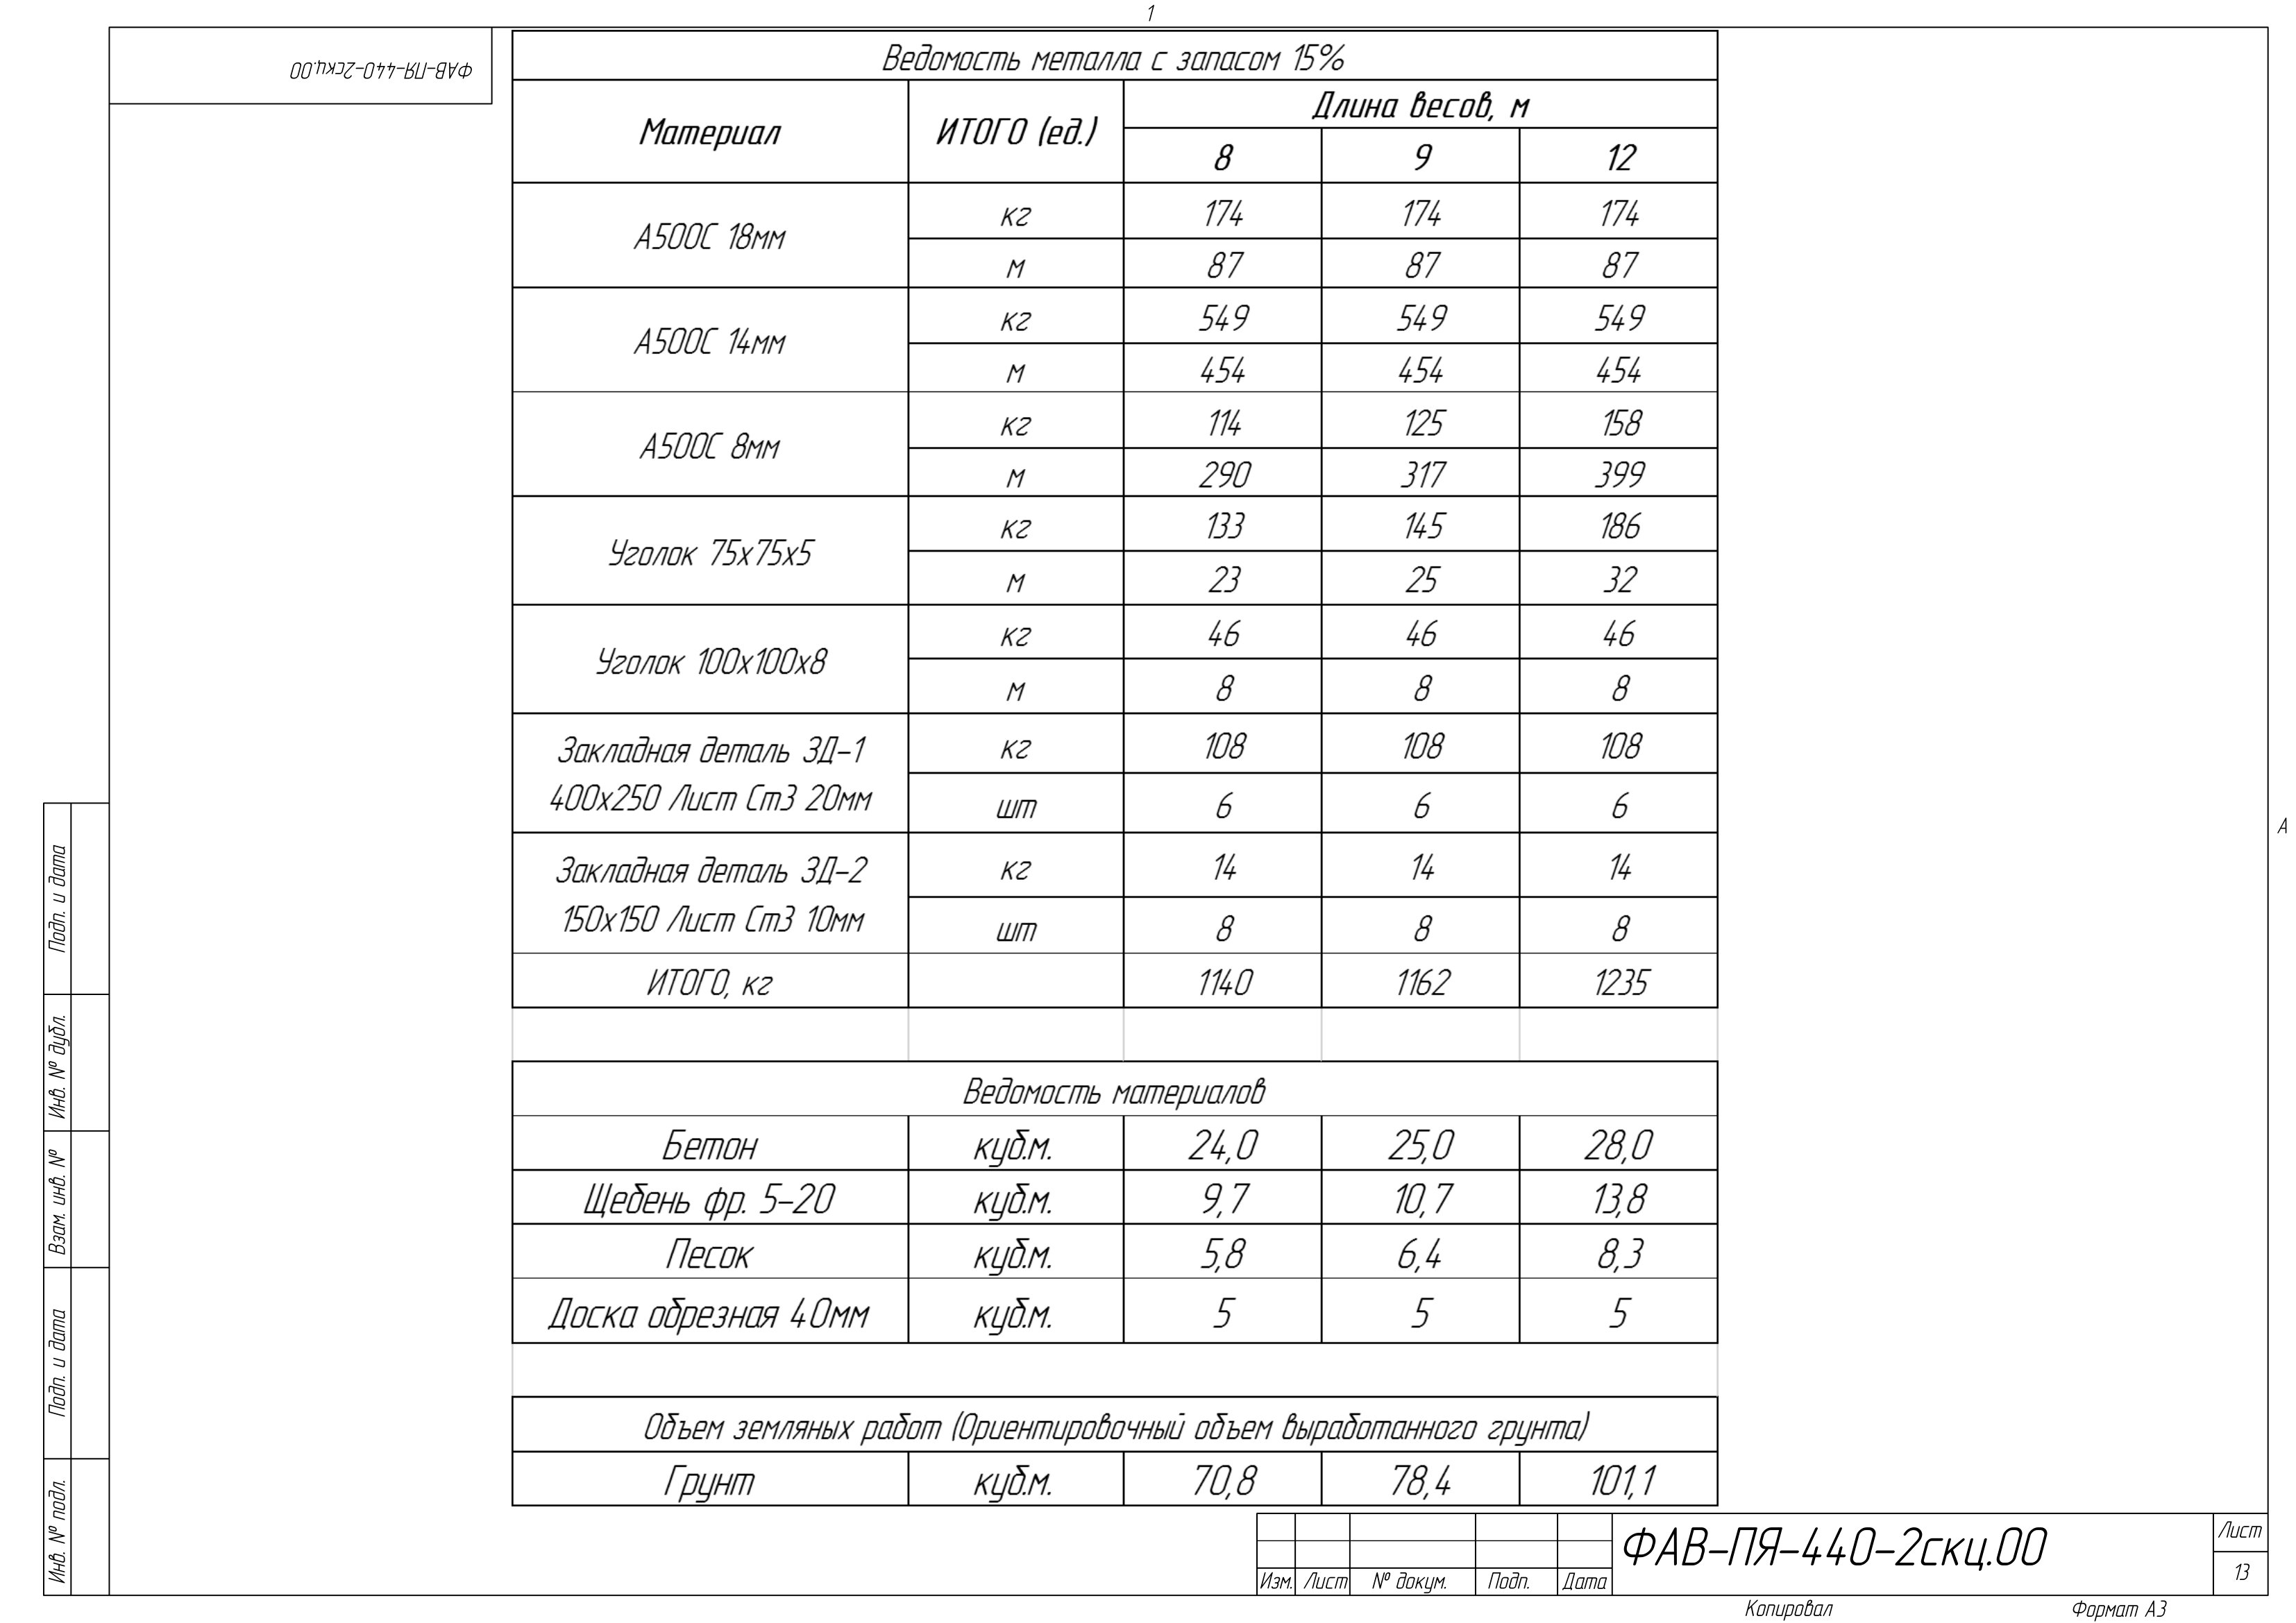 1
ФАВ-ПЯ-440-2скц.00
Ведомость металла с запасом 15%
Материал ИТОГО (ед.) Длина весов, м
8 9 12
А500С 18мм кг 174 174 174
м 87 87 87
А500С 14мм кг 549 549 549
м 454 454 454
А500С 8мм кг 114 125 158
м 290 317 399
Уголок 75х75х5 кг 133 145 186
м 23 25 32
Уголок 100х100х8 кг 46 46 46
м 8 8 8
Закладная деталь ЗД-1 кг 108 108 108
400х250 Лист Ст3 20мм шт 6 6 6
Закладная деталь ЗД-2 кг 14 14 14
150х150 Лист Ст3 10мм шт 8 8 8
ИТОГО, кг 1140 1162 1235
Ведомость материалов
Бетон куб.м. 24,0 25,0 28,0
Щебень фр. 5-20 куб.м. 9,7 10,7 13,8
Песок куб.м. 5,8 6,4 8,3
Доска обрезная 40мм куб.м. 5 5 5
Объем земляных работ (Ориентировочный объем выработанного грунта)
Грунт куб.м. 70,8 78,4 101,1
А
Подп. и дата
Инв. № дубл.
Взам. инв. №
Подп. и дата
Инв. № подл.
Изм. Лист № докум. Подп. Дата
ФАВ-ПЯ-440-2скц.00
Лист
13
Копировал Формат А3